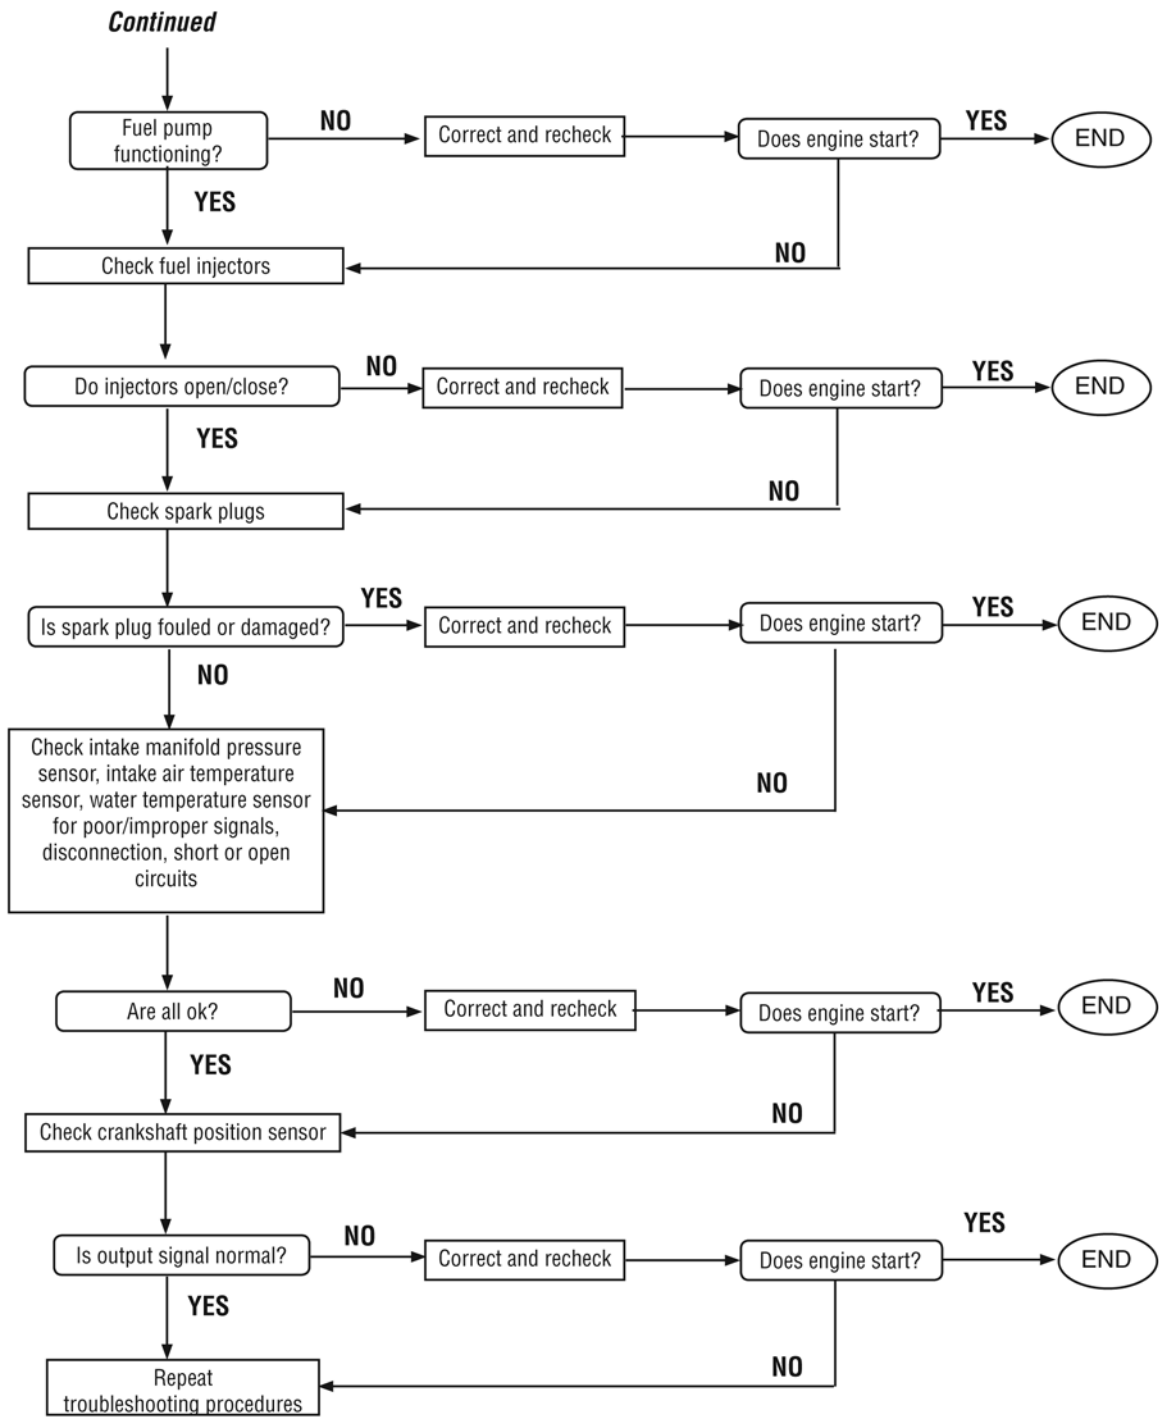 Continued
Fuel pump
functioning?
NO
Correct and recheck
Does engine start?
YES
END
YES
NO
Check fuel injectors
Do injectors open/close?
NO
Correct and recheck
Does engine start?
YES
END
YES
NO
Check spark plugs
Is spark plug fouled or damaged?
YES
Correct and recheck
Does engine start?
YES
END
NO
NO
Check intake manifold pressure
sensor, intake air temperature
sensor, water temperature sensor
for poor/improper signals,
disconnection, short or open
circuits
Are all ok?
NO
Correct and recheck
Does engine start?
YES
END
YES
NO
Check crankshaft position sensor
Is output signal normal?
NO
Correct and recheck
Does engine start?
YES
END
YES
NO
Repeat
troubleshooting procedures